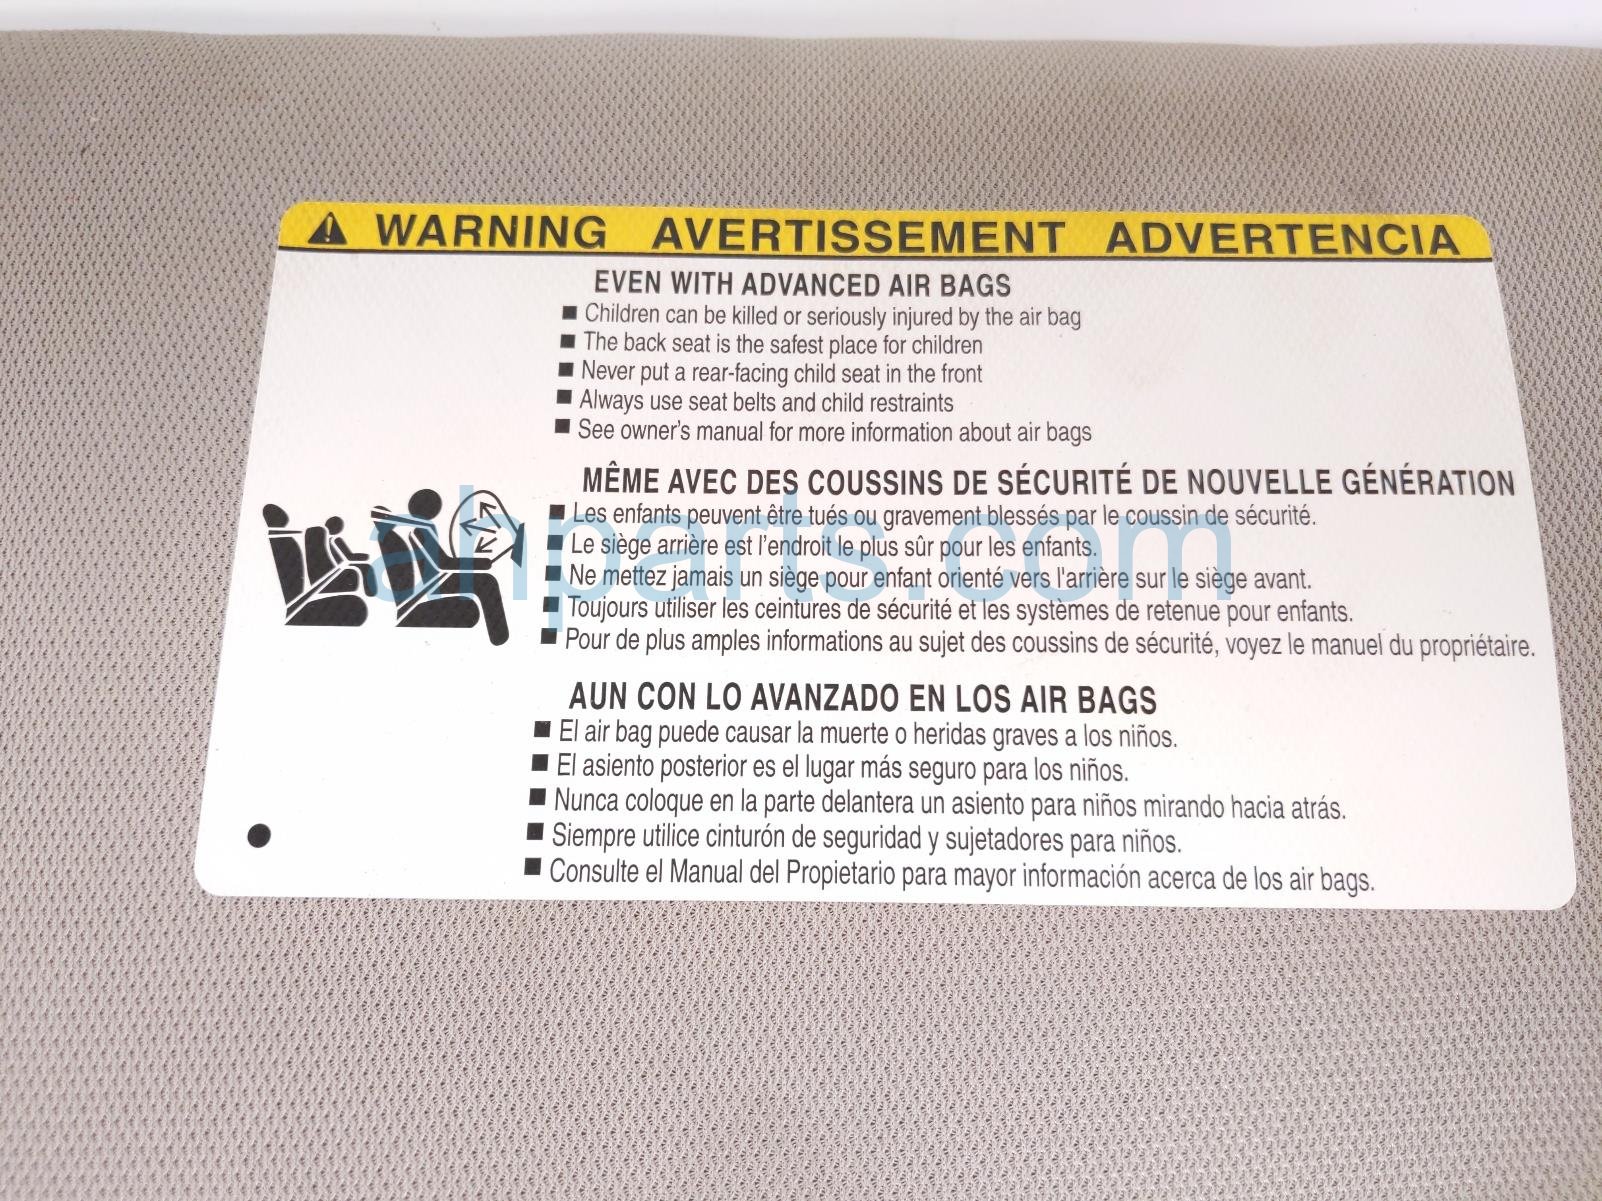 WARNING AVERTISSEMENT ADVERTENCIA
EVEN WITH ADVANCED AIR BAGS
■ Children can be killed or seriously injured by the air bag
■ The back seat is the safest place for children
■ Never put a rear-facing child seat in the front
■ Always use seat belts and child restraints
■ See owner's manual for more information about air bags
MÊME AVEC DES COUSSINS DE SÉCURITÉ DE NOUVELLE GÉNÉRATION
■ Les enfants peuvent être tués ou gravement blessés par le coussin de sécurité.
■ Le siège arrière est l'endroit le plus sûr pour les enfants.
■ Ne mettez jamais un siège pour enfant orienté vers l'arrière sur le siège avant.
■ Toujours utiliser les ceintures de sécurité et les systèmes de retenue pour enfants.
■ Pour de plus amples informations au sujet des coussins de sécurité, voyez le manuel du propriétaire.
AUN CON LO AVANZADO EN LOS AIR BAGS
■ El air bag puede causar la muerte o heridas graves a los niños.
■ El asiento posterior es el lugar más seguro para los niños.
■ Nunca coloque en la parte delantera un asiento para niños mirando hacia atrás.
■ Siempre utilice cinturón de seguridad y sujetadores para niños.
■ Consulte el Manual del Propietario para mayor información acerca de los air bags.
ahparts.com